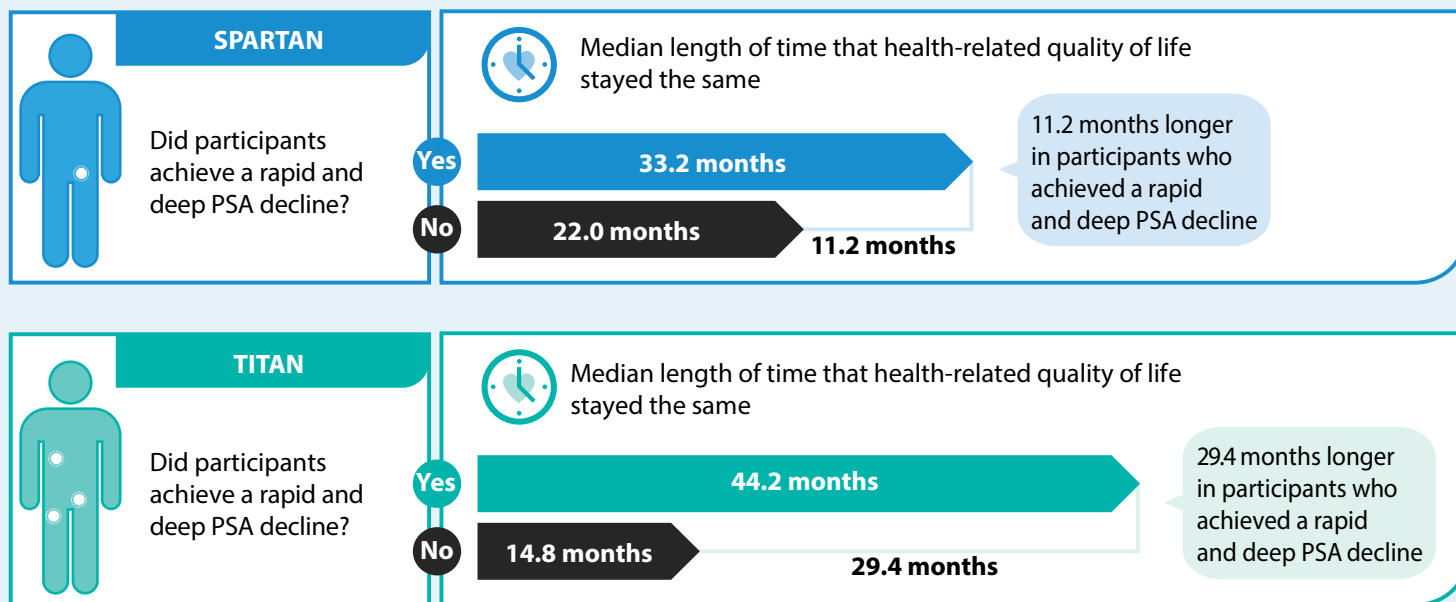 SPARTAN
Did participants
achieve a rapid and
deep PSA decline?
Median length of time that health-related quality of life
stayed the same
Yes
33.2 months
No
22.0 months
11.2 months
11.2 months longer
in participants who
achieved a rapid
and deep PSA decline
TITAN
Did participants
achieve a rapid and
deep PSA decline?
Median length of time that health-related quality of life
stayed the same
Yes
44.2 months
No
14.8 months
29.4 months
29.4 months longer
in participants who
achieved a rapid
and deep PSA decline